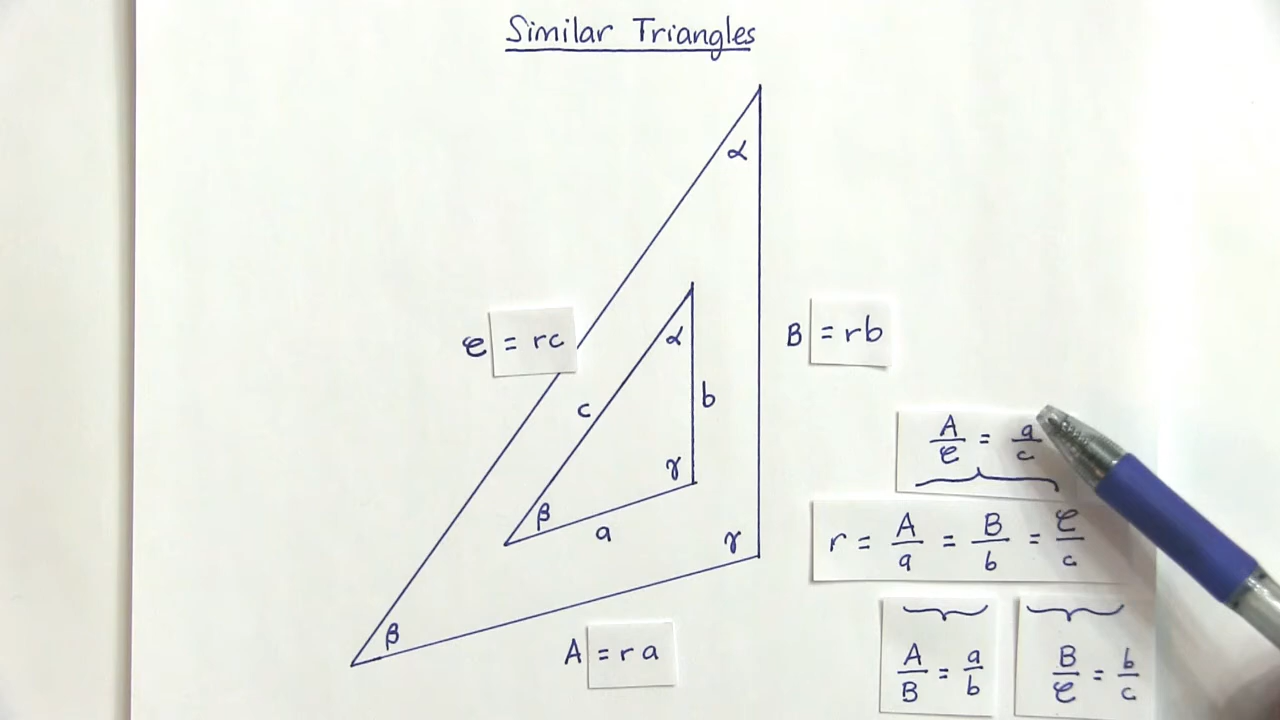 Similar Triangles
α
𝒞 = rc
B = rb
α
c
b
A/𝒞 = a/c
γ
β
a
r = A/a = B/b = 𝒞/c
γ
β
A = ra
A/B = a/b
B/𝒞 = b/c